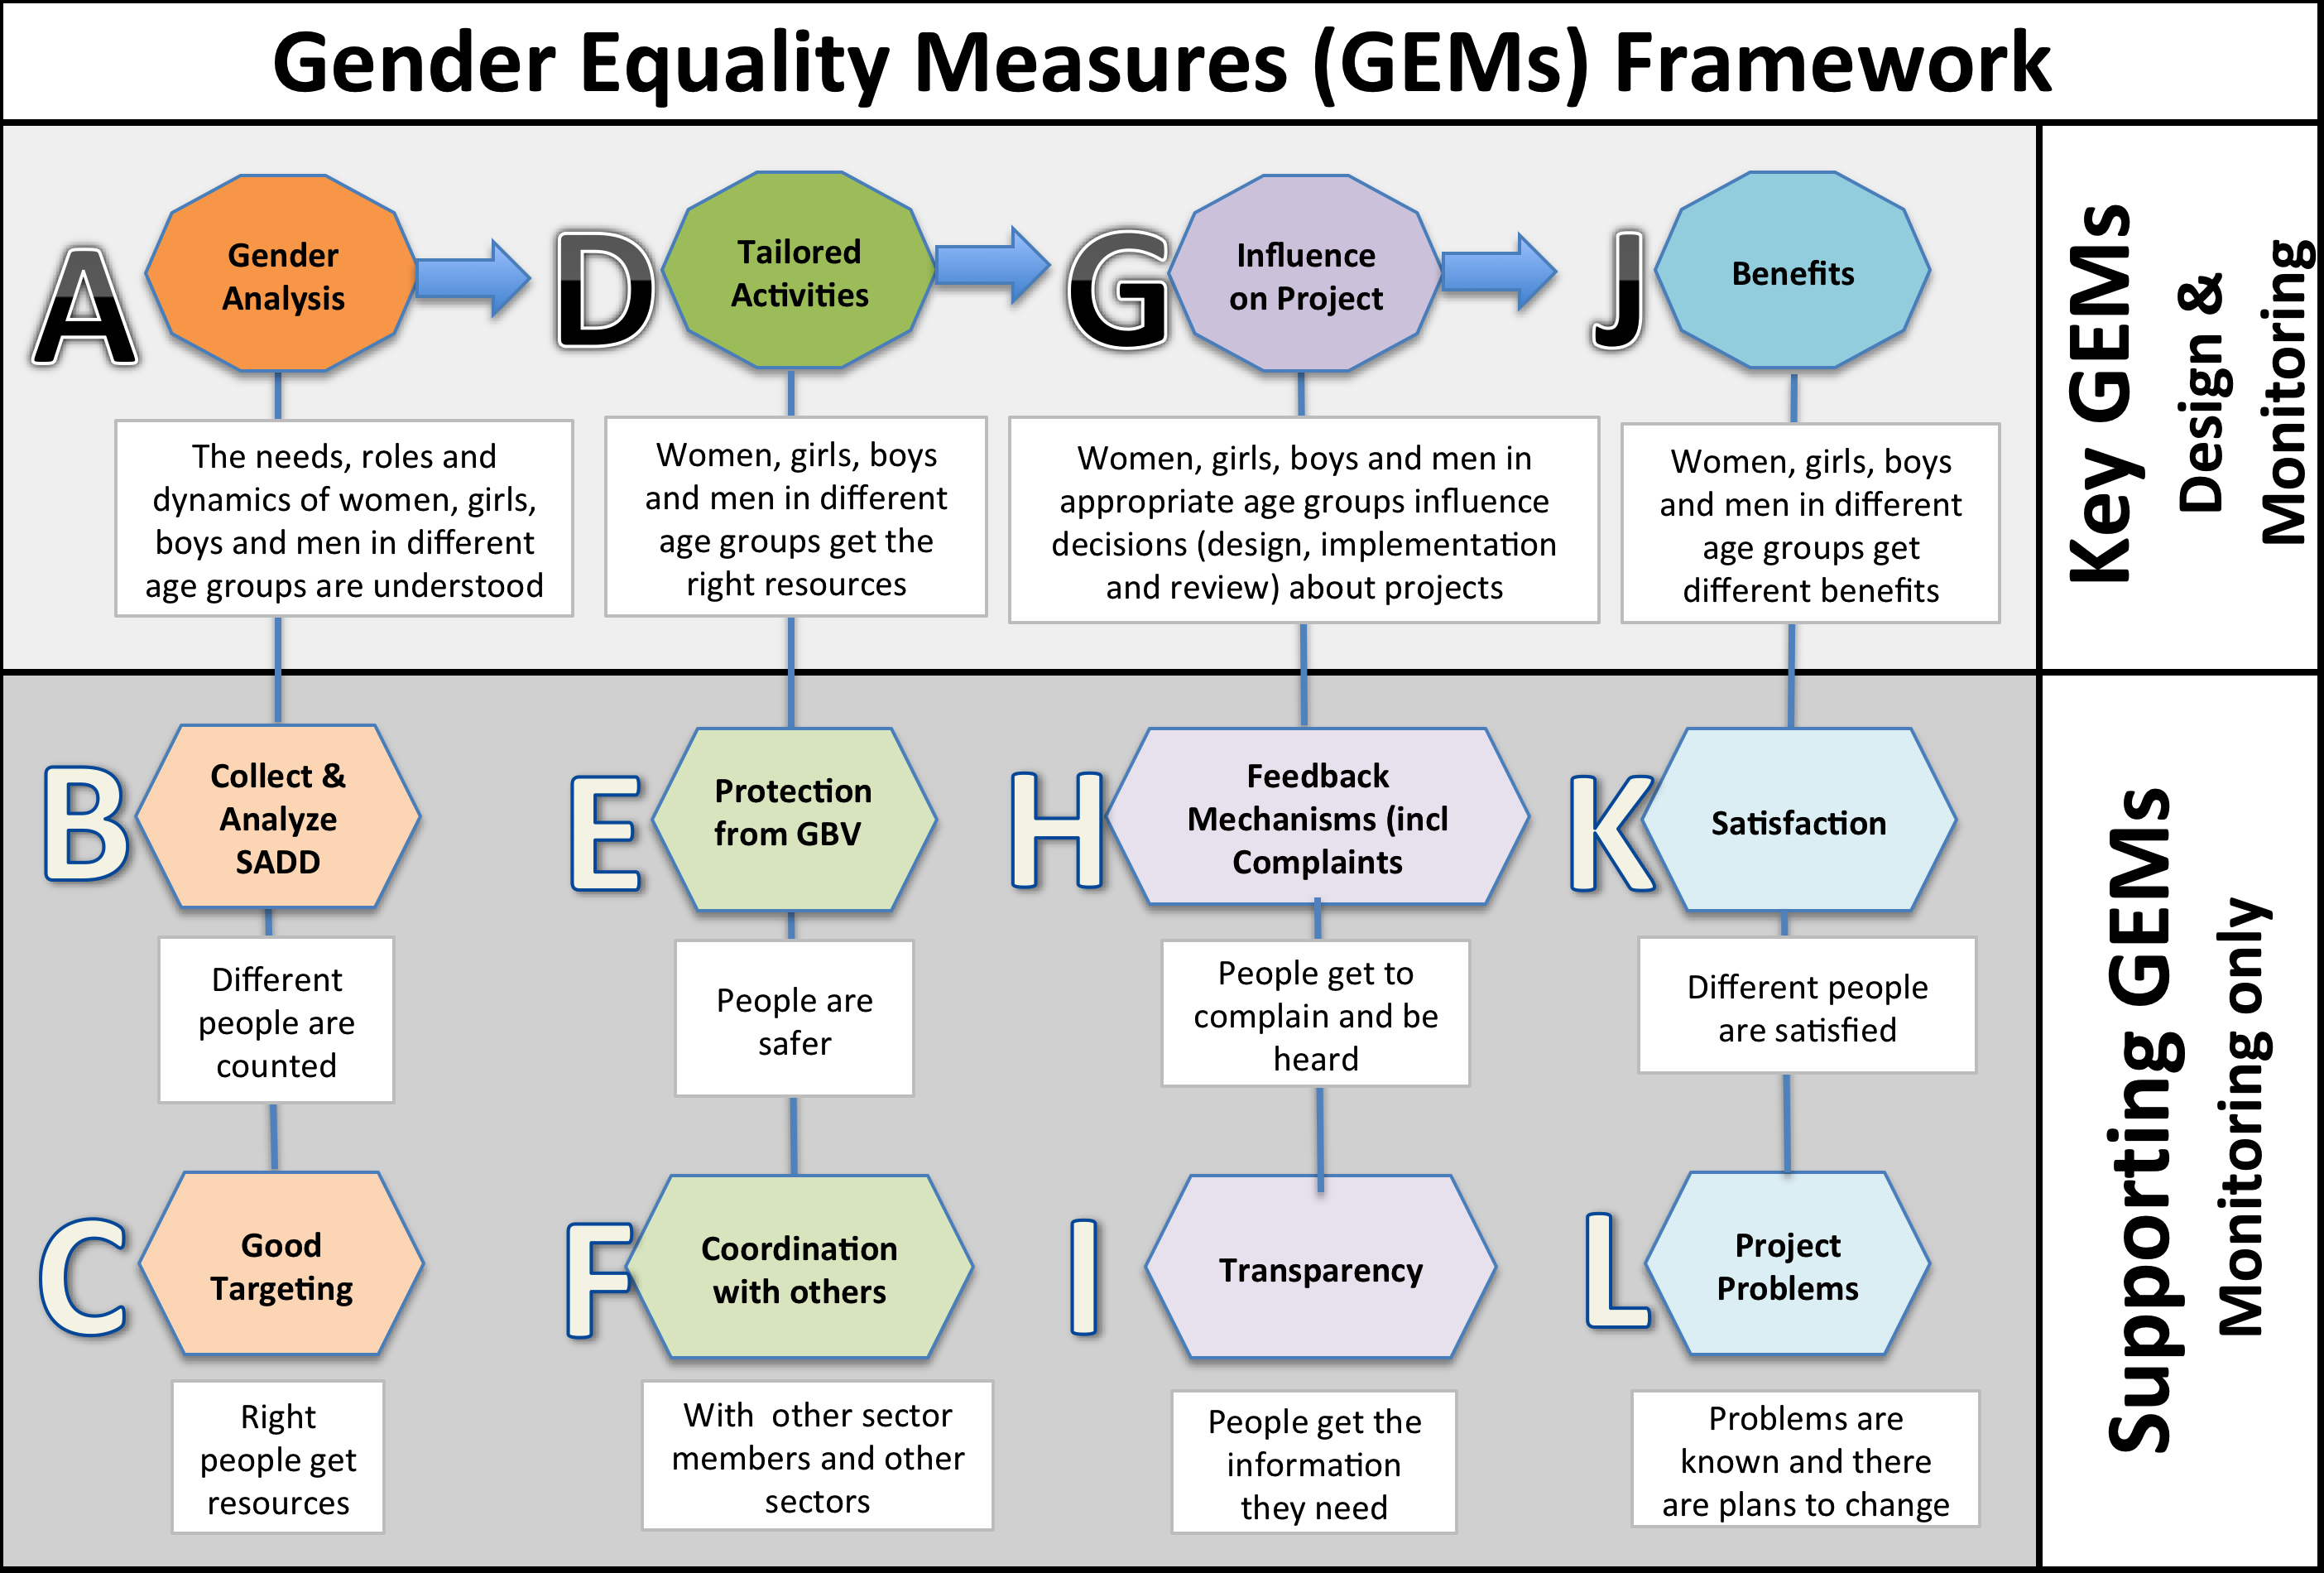 Gender Equality Measures (GEMs) Framework
A
Gender
Analysis
D
Tailored
Activities
G
Influence
on Project
J
Benefits
The needs, roles and
dynamics of women, girls,
boys and men in different
age groups are understood
Women, girls, boys
and men in different
age groups get the
right resources
Women, girls, boys and men in
appropriate age groups influence
decisions (design, implementation
and review) about projects
Women, girls, boys
and men in different
age groups get
different benefits
Key GEMs
Design &
Monitoring
B
Collect &
Analyze
SADD
E
Protection
from GBV
H
Feedback
Mechanisms (incl
Complaints
K
Satisfaction
Different
people are
counted
People are
safer
People get to
complain and be
heard
Different people
are satisfied
C
Good
Targeting
F
Coordination
with others
I
Transparency
L
Project
Problems
Right
people get
resources
With  other sector
members and other
sectors
People get the
information
they need
Problems are
known and there
are plans to change
Supporting GEMs
Monitoring only